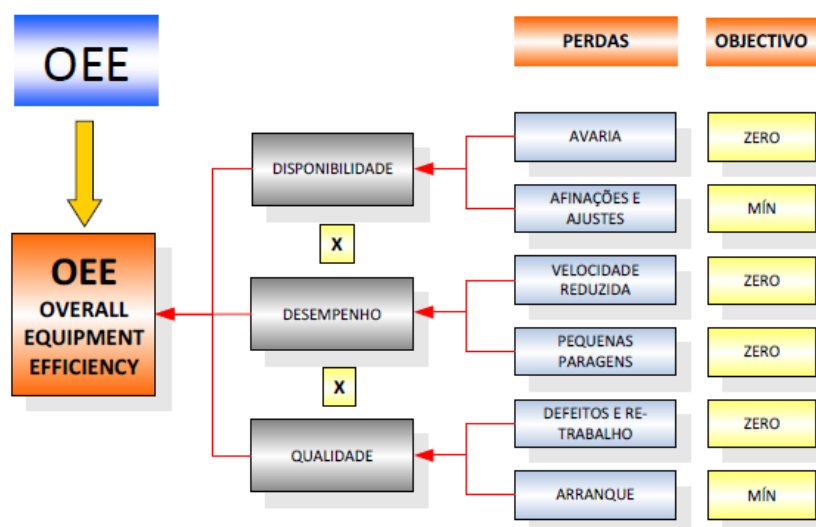 OEE
PERDAS
OBJECTIVO
AVARIA
ZERO
DISPONIBILIDADE
AFINAÇÕES E
AJUSTES
MÍN
X
OEE
OVERALL
EQUIPMENT
EFFICIENCY
VELOCIDADE
REDUZIDA
ZERO
DESEMPENHO
PEQUENAS
PARAGENS
ZERO
X
DEFEITOS E RE-
TRABALHO
ZERO
QUALIDADE
ARRANQUE
MÍN